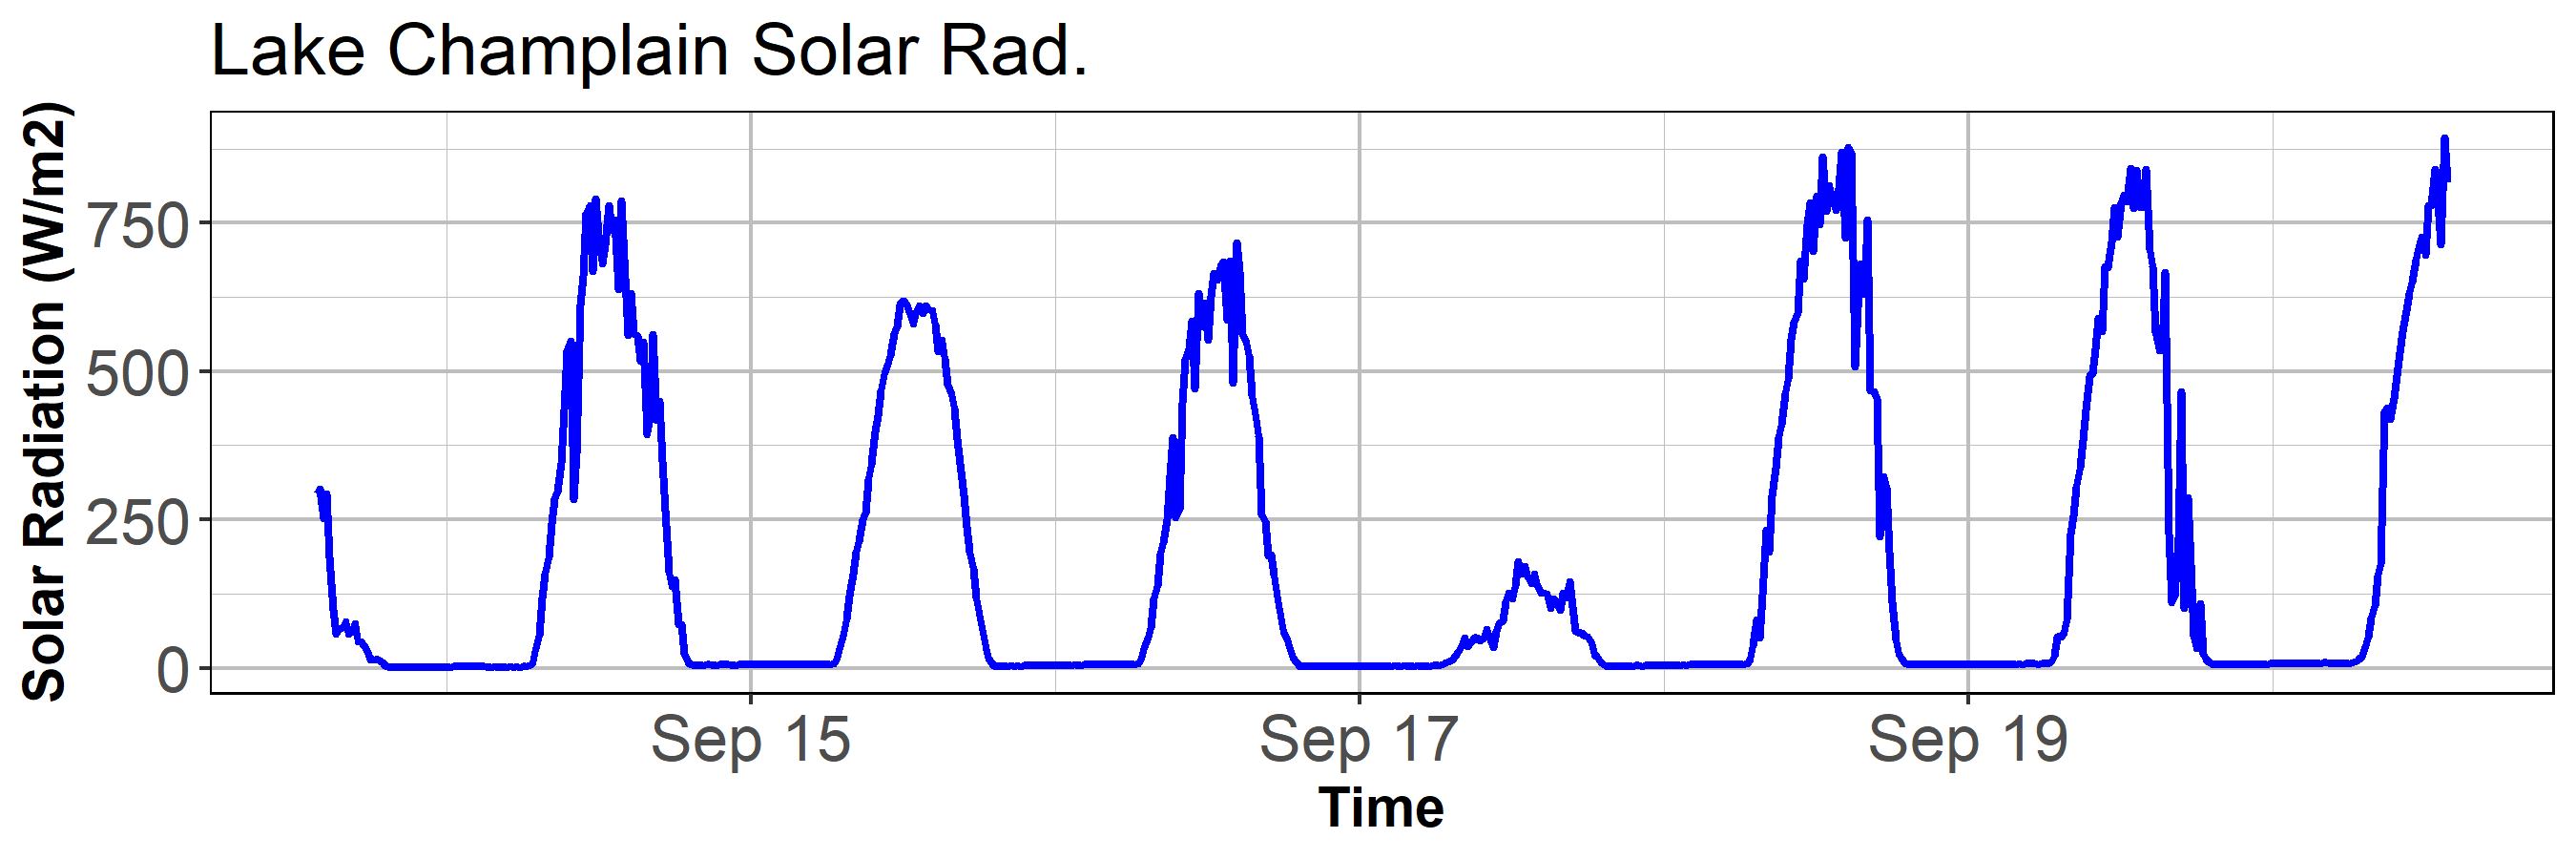 Lake Champlain Solar Rad.
Solar Radiation (W/m2)
750
500
250
0
Sep 15
Sep 17
Sep 19
Time